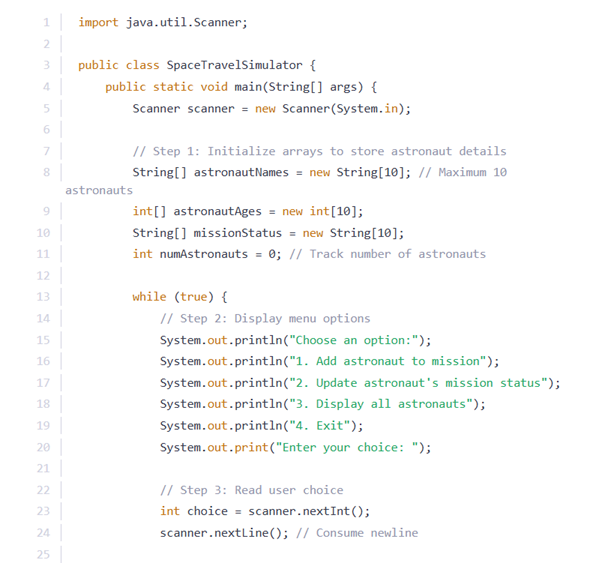 1 import java.util.Scanner;
2
3 public class SpaceTravelSimulator {
4     public static void main(String[] args) {
5         Scanner scanner = new Scanner(System.in);
6
7         // Step 1: Initialize arrays to store astronaut details
8         String[] astronautNames = new String[10]; // Maximum 10
astronauts
9         int[] astronautAges = new int[10];
10         String[] missionStatus = new String[10];
11         int numAstronauts = 0; // Track number of astronauts
12
13         while (true) {
14             // Step 2: Display menu options
15             System.out.println("Choose an option:");
16             System.out.println("1. Add astronaut to mission");
17             System.out.println("2. Update astronaut's mission status");
18             System.out.println("3. Display all astronauts");
19             System.out.println("4. Exit");
20             System.out.print("Enter your choice: ");
21
22             // Step 3: Read user choice
23             int choice = scanner.nextInt();
24             scanner.nextLine(); // Consume newline
25